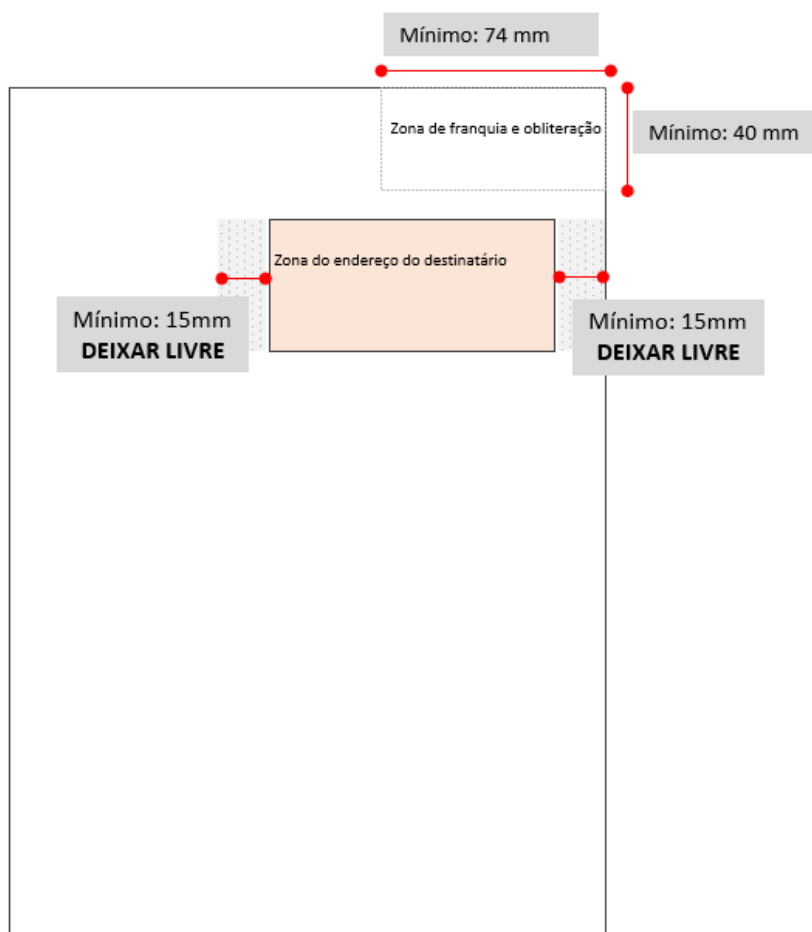 Mínimo: 74 mm
Zona de franquia e obliteração
Mínimo: 40 mm
Zona do endereço do destinatário
Mínimo: 15mm
DEIXAR LIVRE
Mínimo: 15mm
DEIXAR LIVRE